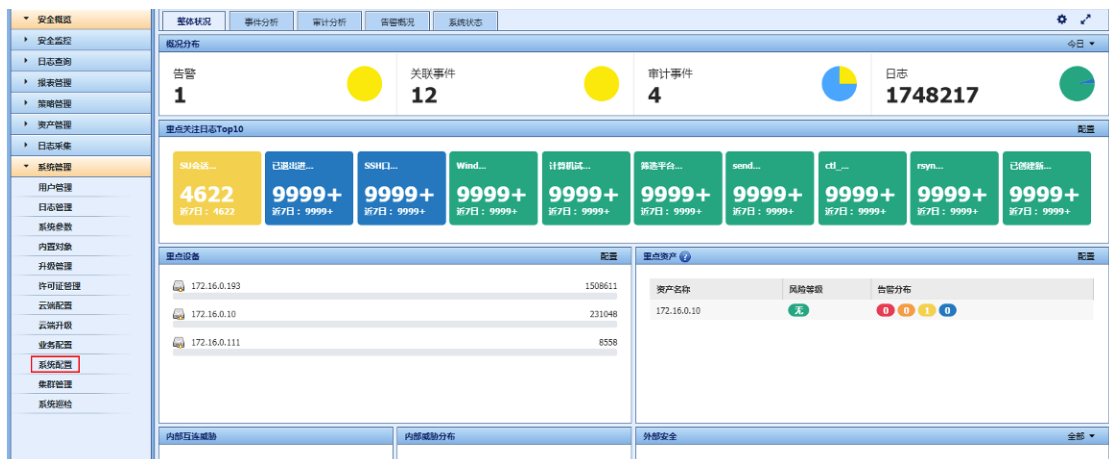 安全概览
安全监控
日志查询
报表管理
策略管理
资产管理
日志采集
系统管理
用户管理
日志管理
系统参数
内置对象
升级管理
许可证管理
云端配置
云端升级
业务配置
系统配置
集群管理
系统巡检
整体状况 事件分析 审计分析 告警概况 系统状态
概况分布 今日
告警 关联事件 审计事件 日志
1 12 4 1748217
重点关注日志Top10 配置
SU会话... 已退出进... SSH口... Wind... 计算机试... 筛选平台... send... ctl_... rsyn... 已创建新...
4622 9999+ 9999+ 9999+ 9999+ 9999+ 9999+ 9999+ 9999+ 9999+
近7日：4622 近7日：9999+ 近7日：9999+ 近7日：9999+ 近7日：9999+ 近7日：9999+ 近7日：9999+ 近7日：9999+ 近7日：9999+ 近7日：9999+
重点设备 配置
172.16.0.193 1508611
172.16.0.10 231048
172.16.0.111 8558
重点资产 ? 配置
资产名称 风险等级 告警分布
172.16.0.10 无 0 0 1 0
内部互连威胁 内部威胁分布 外部安全 全部